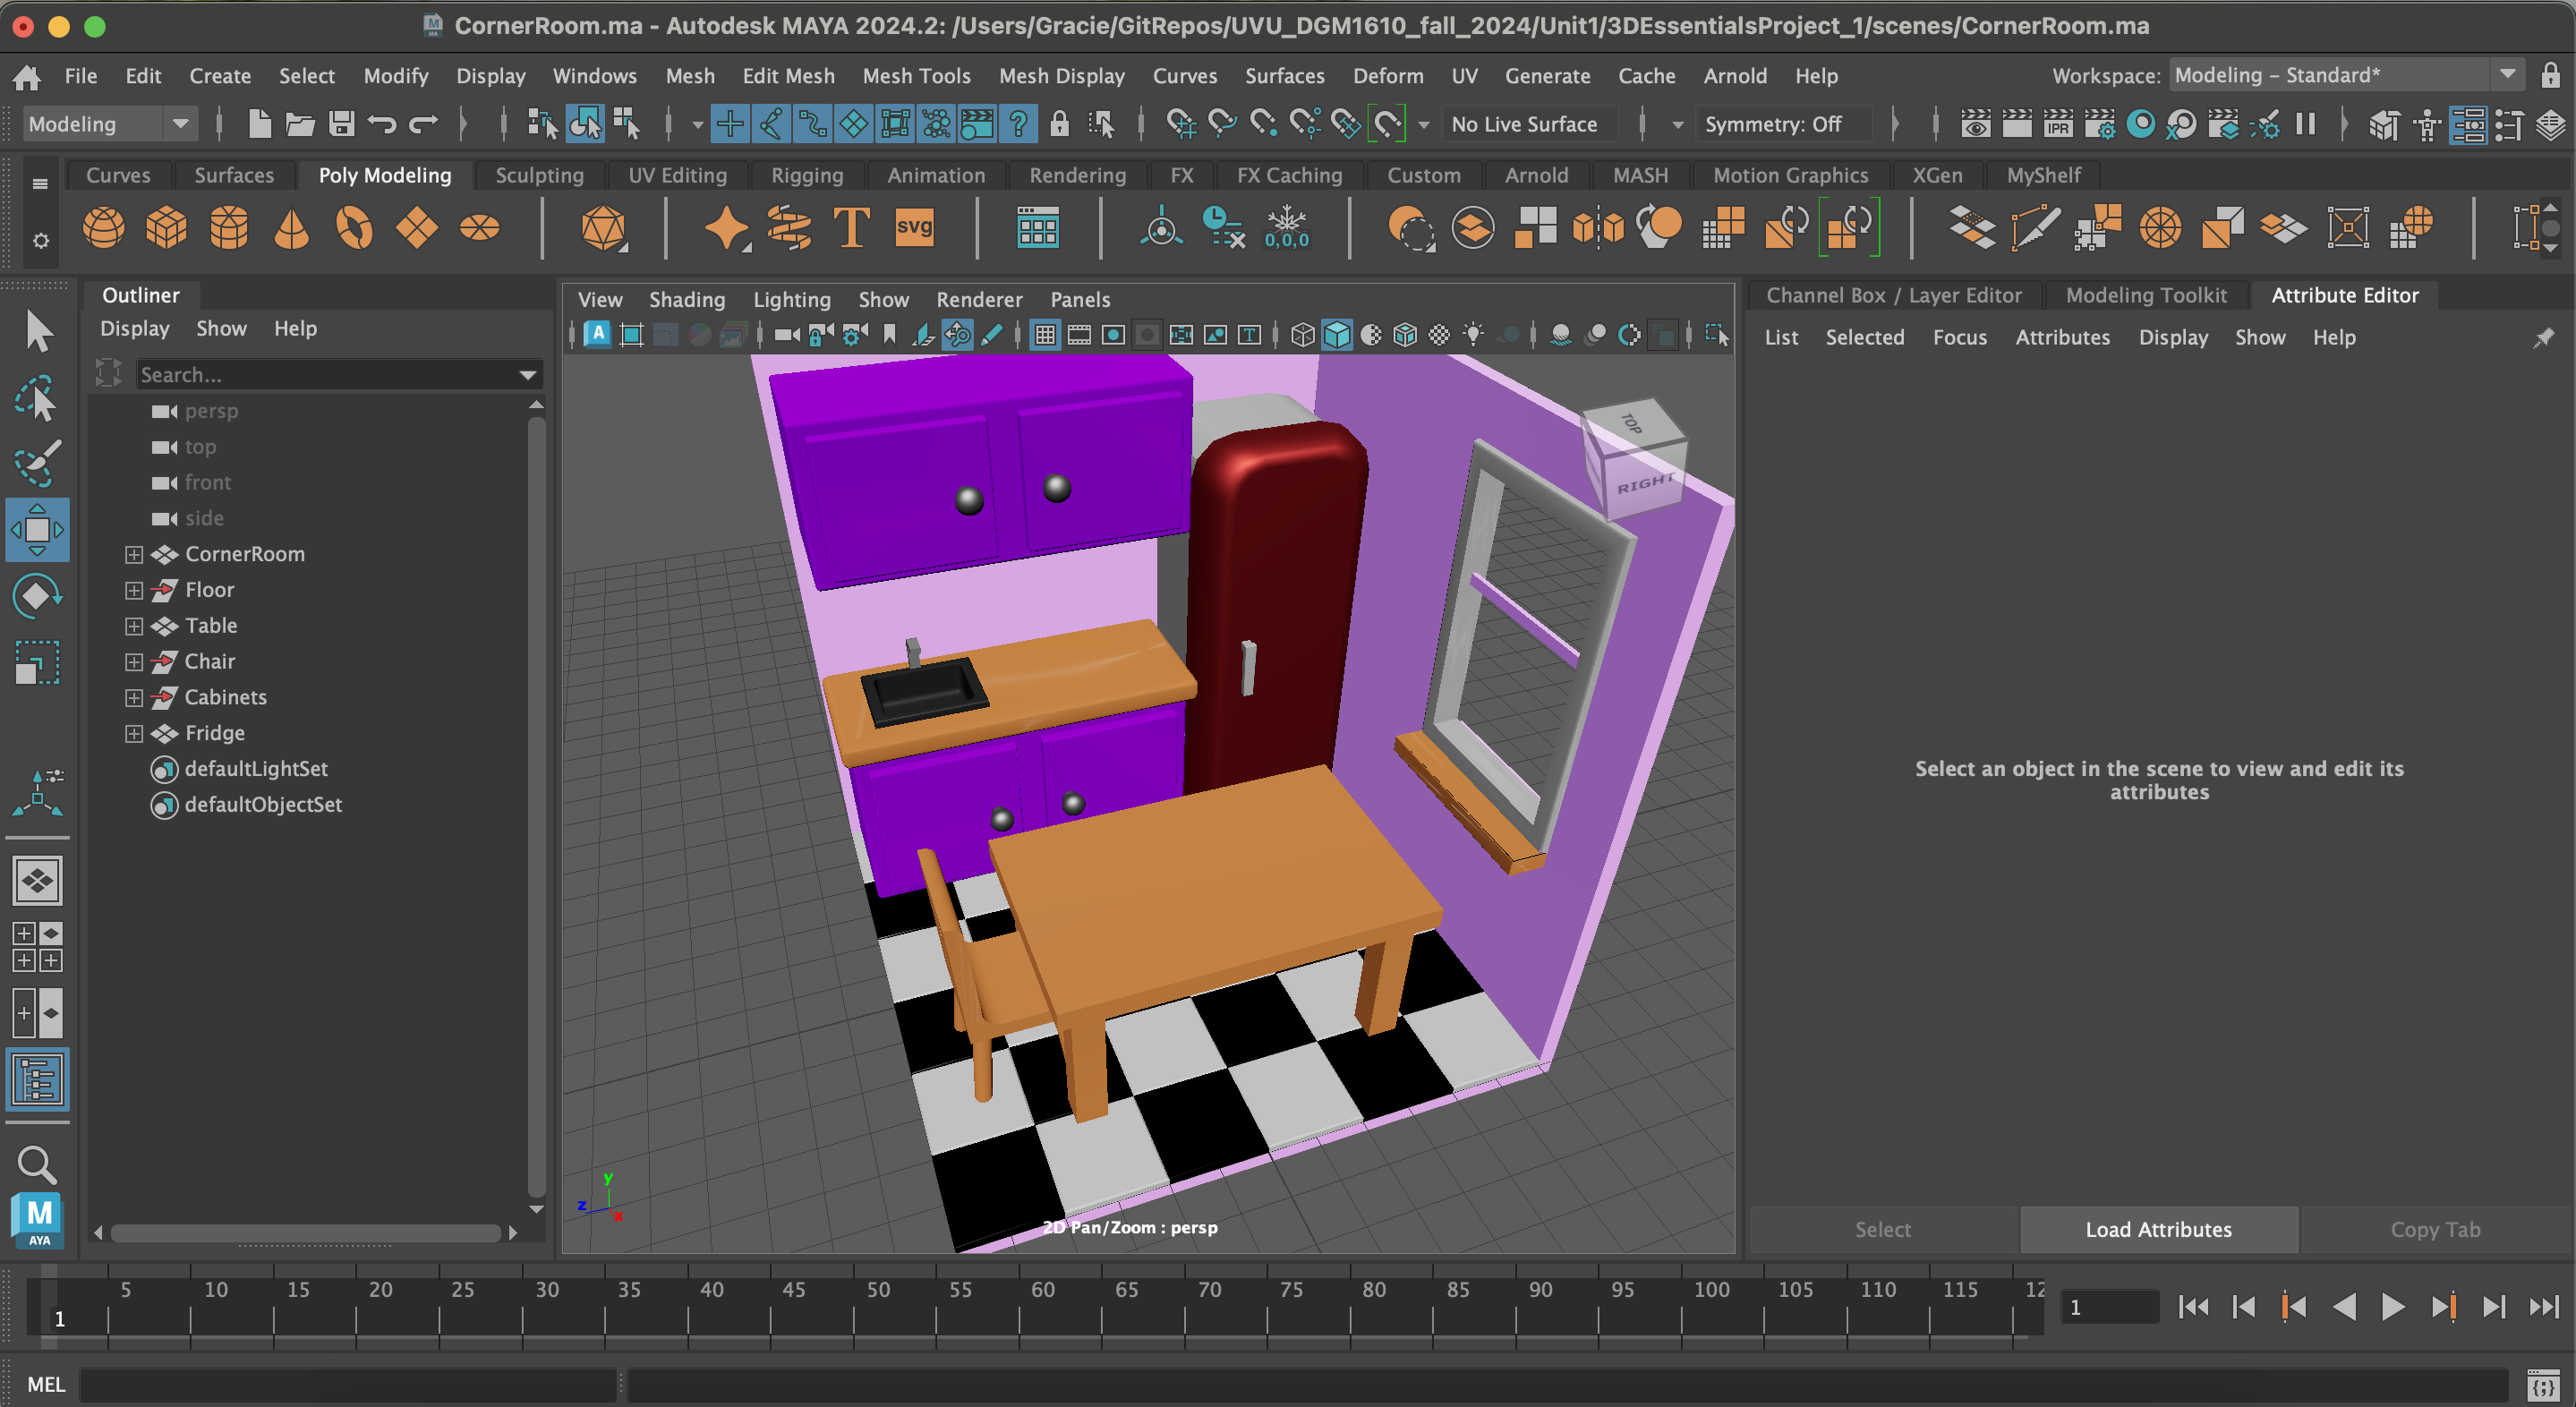 CornerRoom.ma - Autodesk MAYA 2024.2: /Users/Gracie/GitRepos/UVU_DGM1610_fall_2024/Unit1/3DEssentialsProject_1/scenes/CornerRoom.ma
File Edit Create Select Modify Display Windows Mesh Edit Mesh Mesh Tools Mesh Display Curves Surfaces Deform UV Generate Cache Arnold Help Workspace: Modeling - Standard*
Modeling No Live Surface Symmetry: Off IPR
Curves Surfaces Poly Modeling Sculpting UV Editing Rigging Animation Rendering FX FX Caching Custom Arnold MASH Motion Graphics XGen MyShelf
T svg 0,0,0
Outliner
Display Show Help
Search...
persp
top
front
side
CornerRoom
Floor
Table
Chair
Cabinets
Fridge
defaultLightSet
defaultObjectSet
View Shading Lighting Show Renderer Panels
A T
TOP
RIGHT
y
z
x
2D Pan/Zoom : persp
Channel Box / Layer Editor Modeling Toolkit Attribute Editor
List Selected Focus Attributes Display Show Help
Select an object in the scene to view and edit its
attributes
Select Load Attributes Copy Tab
M
AYA
5 10 15 20 25 30 35 40 45 50 55 60 65 70 75 80 85 90 95 100 105 110 115 12
1 1
MEL